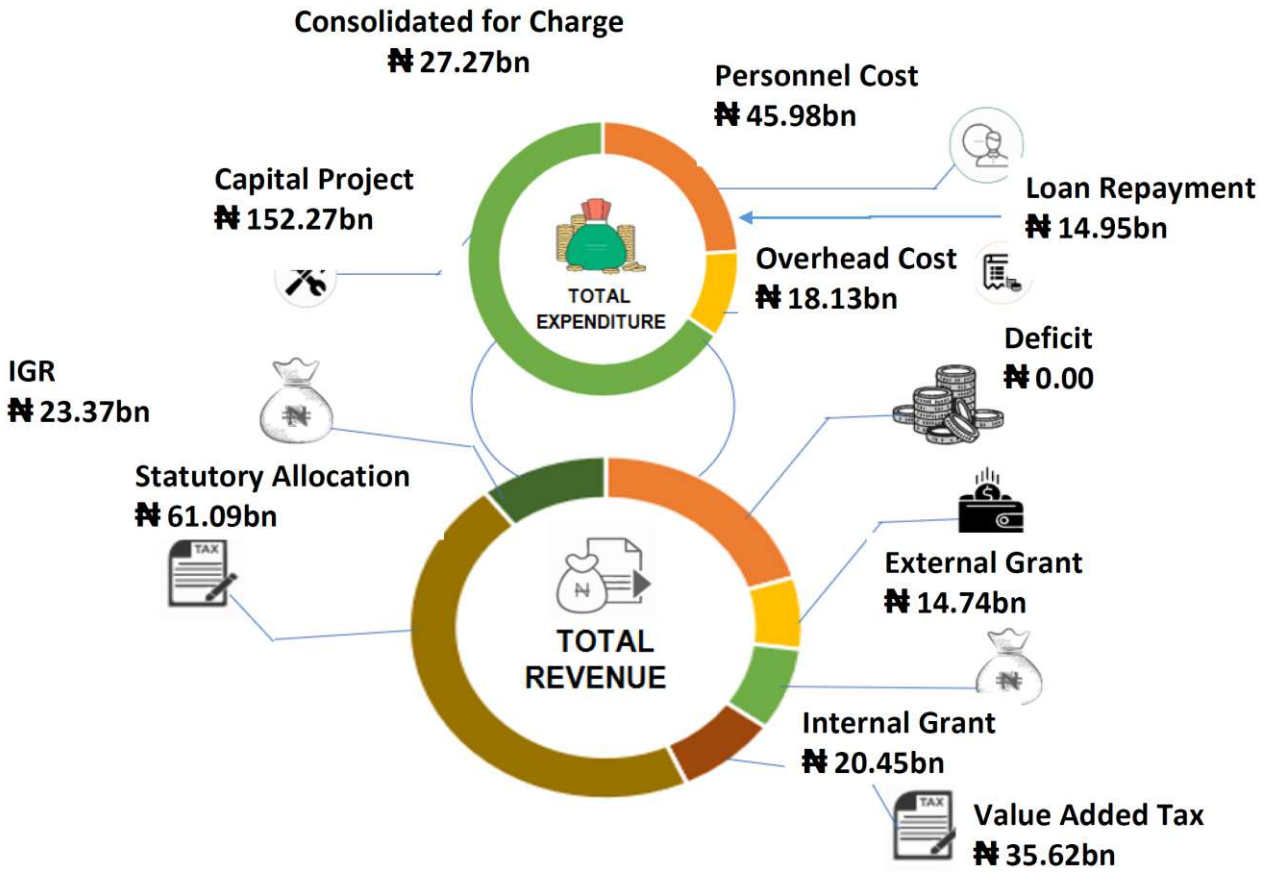 Consolidated for Charge
₦ 27.27bn
Personnel Cost
₦ 45.98bn
Capital Project
₦ 152.27bn
Loan Repayment
₦ 14.95bn
Overhead Cost
₦ 18.13bn
TOTAL
EXPENDITURE
Deficit
₦ 0.00
IGR
₦ 23.37bn
₦
Statutory Allocation
₦ 61.09bn
$
TAX
External Grant
₦ 14.74bn
₦
TOTAL
REVENUE
₦
Internal Grant
₦ 20.45bn
TAX
Value Added Tax
₦ 35.62bn